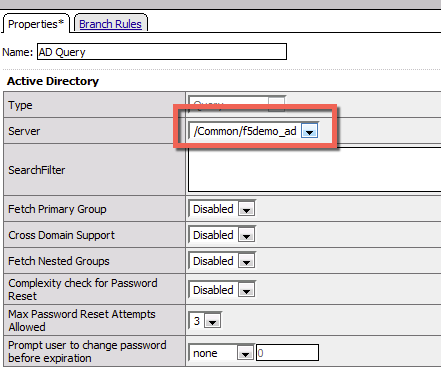 Properties* Branch Rules
Name: AD Query
Active Directory
Type Query
Server /Common/f5demo_ad
SearchFilter
Fetch Primary Group Disabled
Cross Domain Support Disabled
Fetch Nested Groups Disabled
Complexity check for Password
Reset Disabled
Max Password Reset Attempts
Allowed 3
Prompt user to change password
before expiration none 0